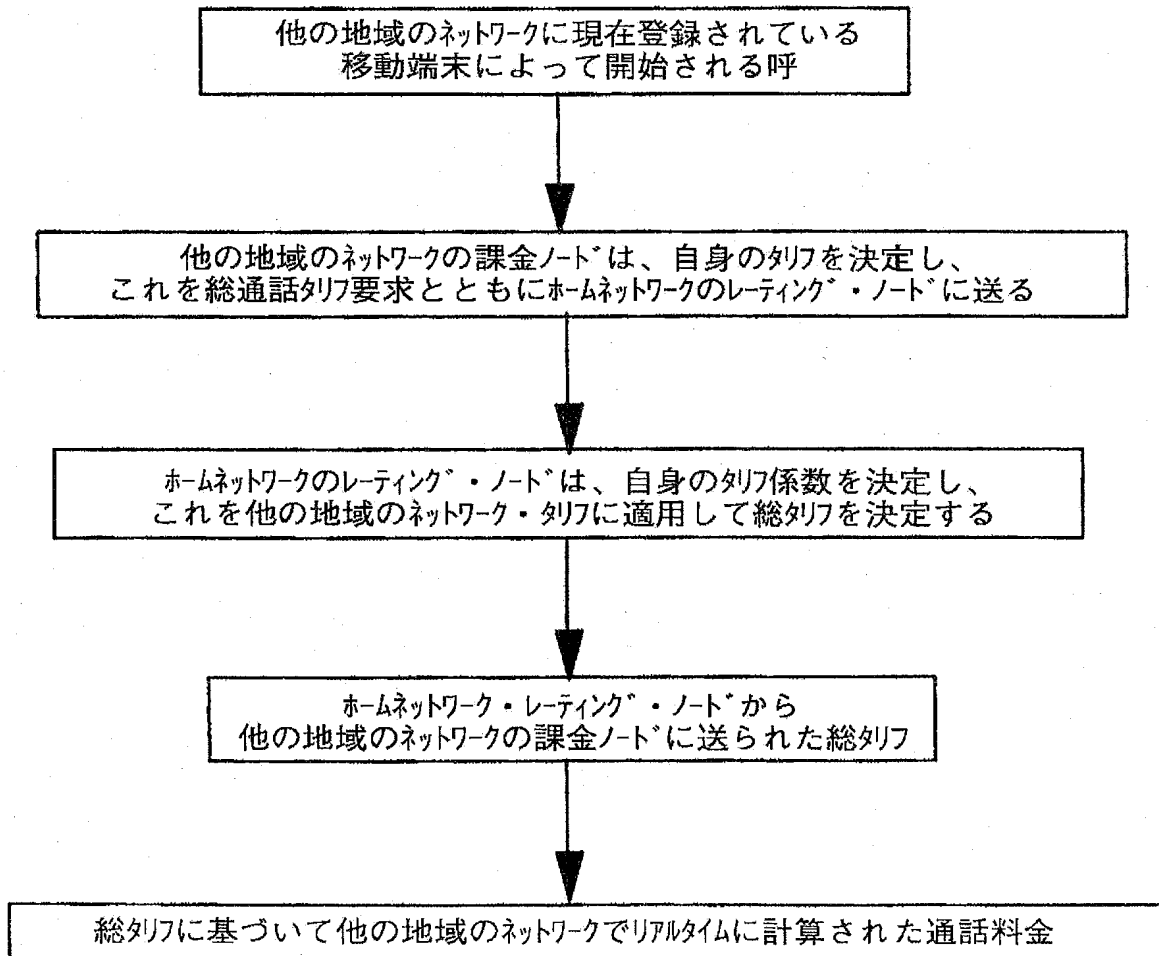 他の地域のﾈｯﾄﾜｰｸに現在登録されている
移動端末によって開始される呼
他の地域のﾈｯﾄﾜｰｸの課金ﾉｰﾄﾞは、自身のﾀﾘﾌを決定し、
これを総通話ﾀﾘﾌ要求とともにﾎｰﾑﾈｯﾄﾜｰｸのﾚｰﾃｨﾝｸﾞ・ﾉｰﾄﾞに送る
ﾎｰﾑﾈｯﾄﾜｰｸのﾚｰﾃｨﾝｸﾞ・ﾉｰﾄﾞは、自身のﾀﾘﾌ係数を決定し、
これを他の地域のﾈｯﾄﾜｰｸ・ﾀﾘﾌに適用して総ﾀﾘﾌを決定する
ﾎｰﾑﾈｯﾄﾜｰｸ・ﾚｰﾃｨﾝｸﾞ・ﾉｰﾄﾞから
他の地域のﾈｯﾄﾜｰｸの課金ﾉｰﾄﾞに送られた総ﾀﾘﾌ
総ﾀﾘﾌに基づいて他の地域のﾈｯﾄﾜｰｸでﾘｱﾙﾀｲﾑに計算された通話料金